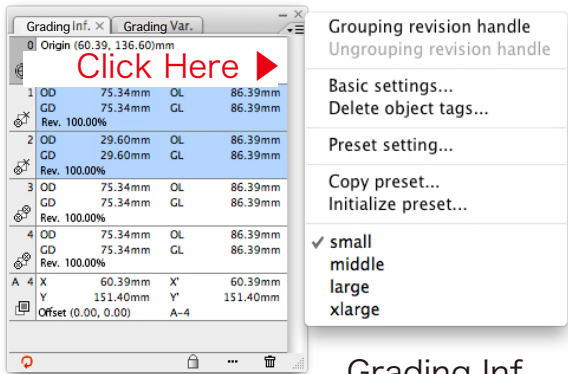 Grading Inf. × Grading Var.
0 Origin (60.39, 136.60)mm
Click Here
1 OD 75.34mm OL 86.39mm
GD 75.34mm GL 86.39mm
Rev. 100.00%
2 OD 29.60mm OL 86.39mm
GD 29.60mm GL 86.39mm
Rev. 100.00%
3 OD 75.34mm OL 86.39mm
GD 75.34mm GL 86.39mm
Rev. 100.00%
4 OD 75.34mm OL 86.39mm
GD 75.34mm GL 86.39mm
Rev. 100.00%
A 4 X 60.39mm X' 60.39mm
Y 151.40mm Y' 151.40mm
Offset (0.00, 0.00) A-4
Grouping revision handle
Ungrouping revision handle
Basic settings...
Delete object tags...
Preset setting...
Copy preset...
Initialize preset...
✓ small
middle
large
xlarge
Grading Inf